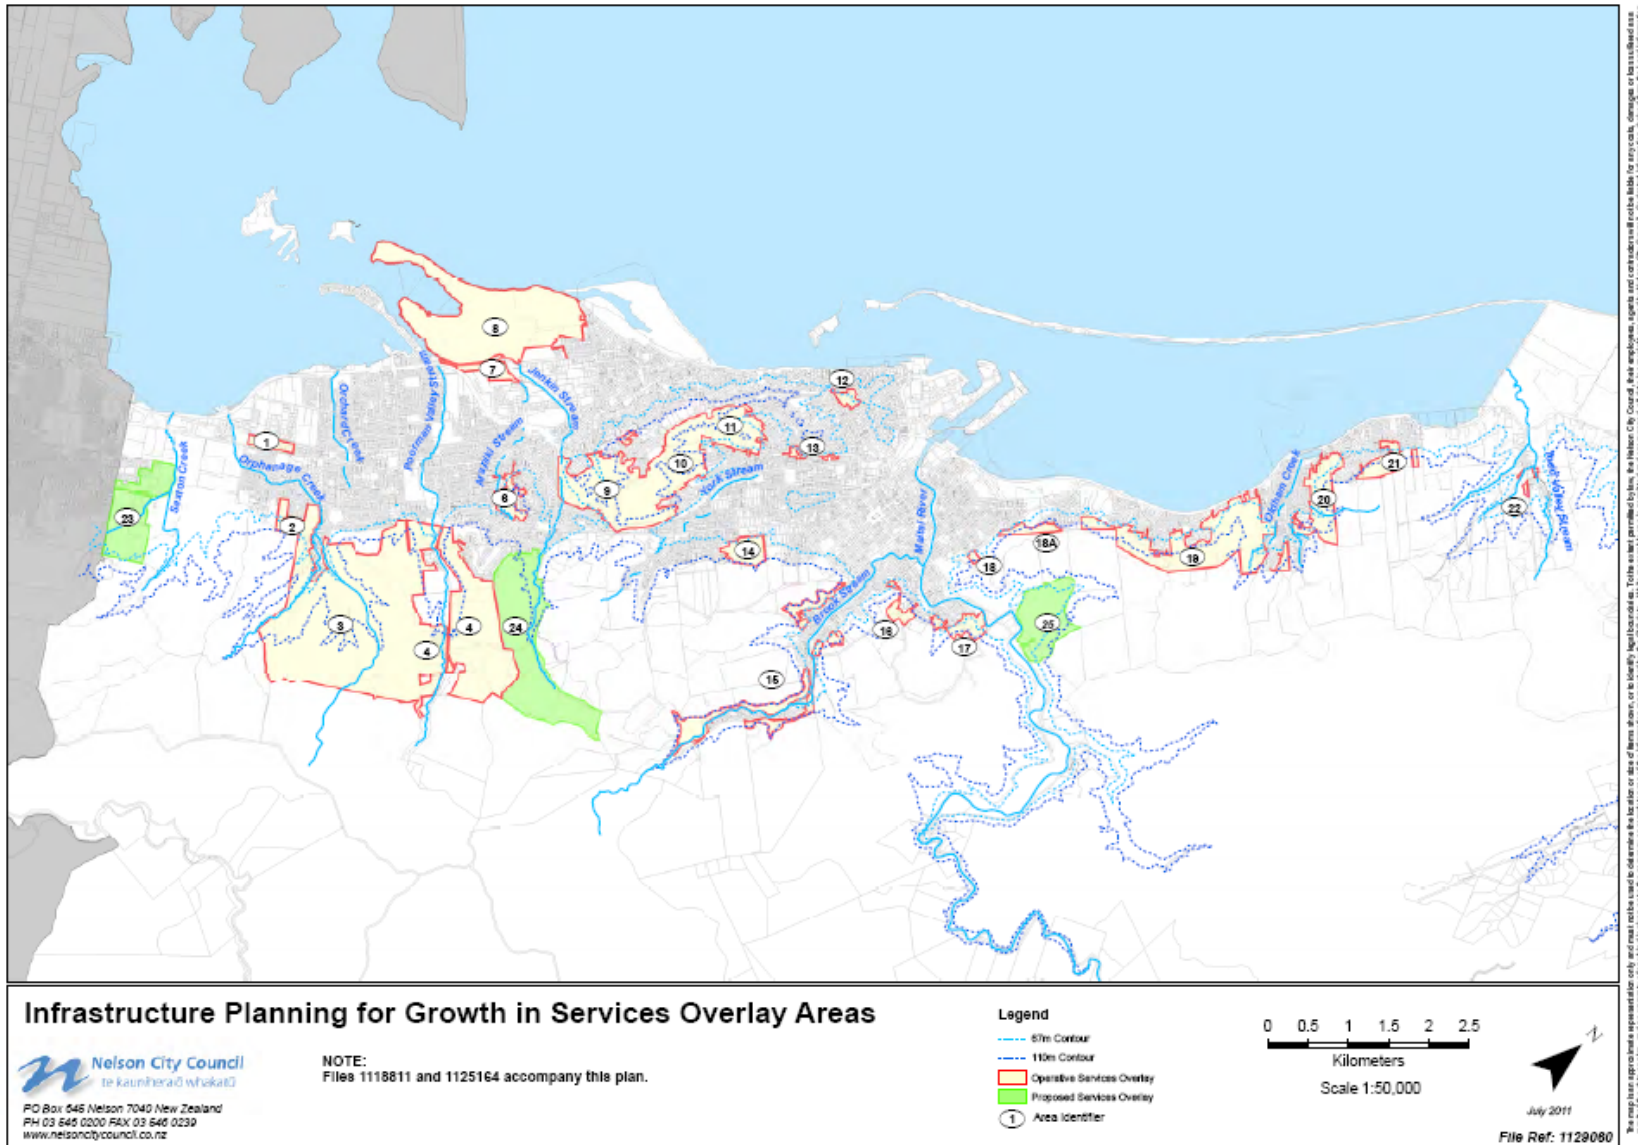 8
7
12
11
13
1
10
9
6
23
2
14
18A
18
19
20
21
22
3
4
4
24
16
17
25
15
Saxton Creek
Orphanage Creek
Orchard Creek
Poorman Valley Stream
Jenkin Stream
York Stream
Brook Stream
Maitai River
Oldham Creek
Infrastructure Planning for Growth in Services Overlay Areas
Nelson City Council
te kaunihera ō whakatū
PO Box 645 Nelson 7040 New Zealand
PH 03 546 0200 FAX 03 546 0239
www.nelsoncitycouncil.co.nz
NOTE:
Files 1118811 and 1125164 accompany this plan.
Legend
67m Contour
110m Contour
Operative Services Overlay
Proposed Services Overlay
1 Area Identifier
0 0.5 1 1.5 2 2.5
Kilometers
Scale 1:50,000
N
July 2011
File Ref: 1129080